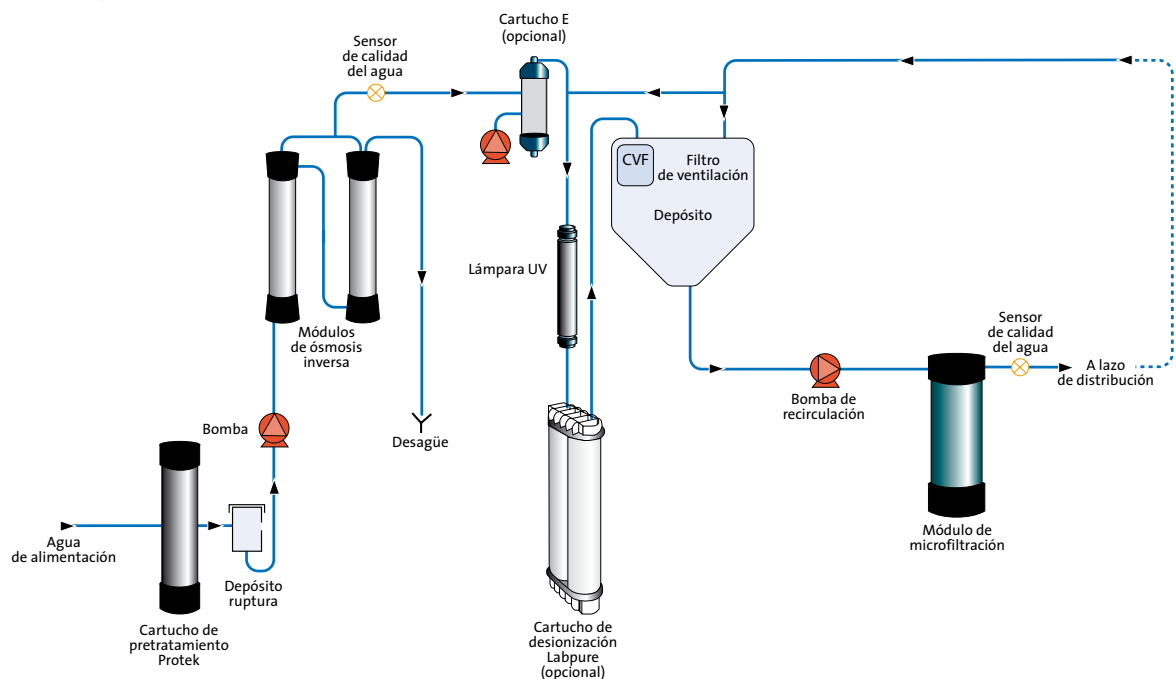 Cartucho E
(opcional)
Sensor
de calidad
del agua
CVF
Filtro
de ventilación
Depósito
Lámpara UV
Módulos
de ósmosis
inversa
Sensor
de calidad
del agua
A lazo
de distribución
Bomba de
recirculación
Bomba
Desagüe
Módulo de
microfiltración
Agua
de alimentación
Depósito
ruptura
Cartucho de
pretratamiento
Protek
Cartucho de
desionización
Labpure
(opcional)